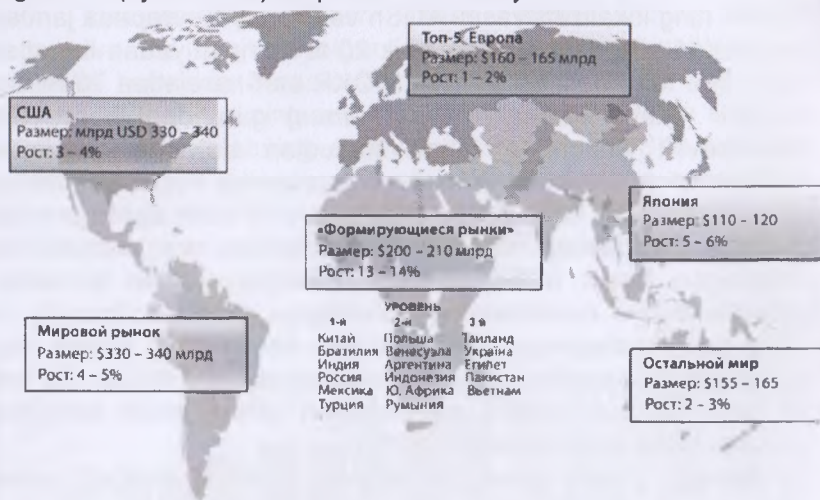 Топ-5, Европа
Размер: $160 – 165 млрд
Рост: 1 – 2%
США
Размер: млрд USD 330 – 340
Рост: 3 – 4%
Япония
Размер: $110 – 120
Рост: 5 – 6%
«Формирующиеся рынки»
Размер: $200 – 210 млрд
Рост: 13 – 14%
УРОВЕНЬ
1-й 2-й 3-й
Китай Польша Таиланд
Бразилия Венесуэла Україна
Индия Аргентина Египет
Россия Индонезия Пакистан
Мексика Ю. Африка Вьетнам
Турция Румыния
Мировой рынок
Размер: $330 – 340 млрд
Рост: 4 – 5%
Остальной мир
Размер: $155 – 165
Рост: 2 – 3%